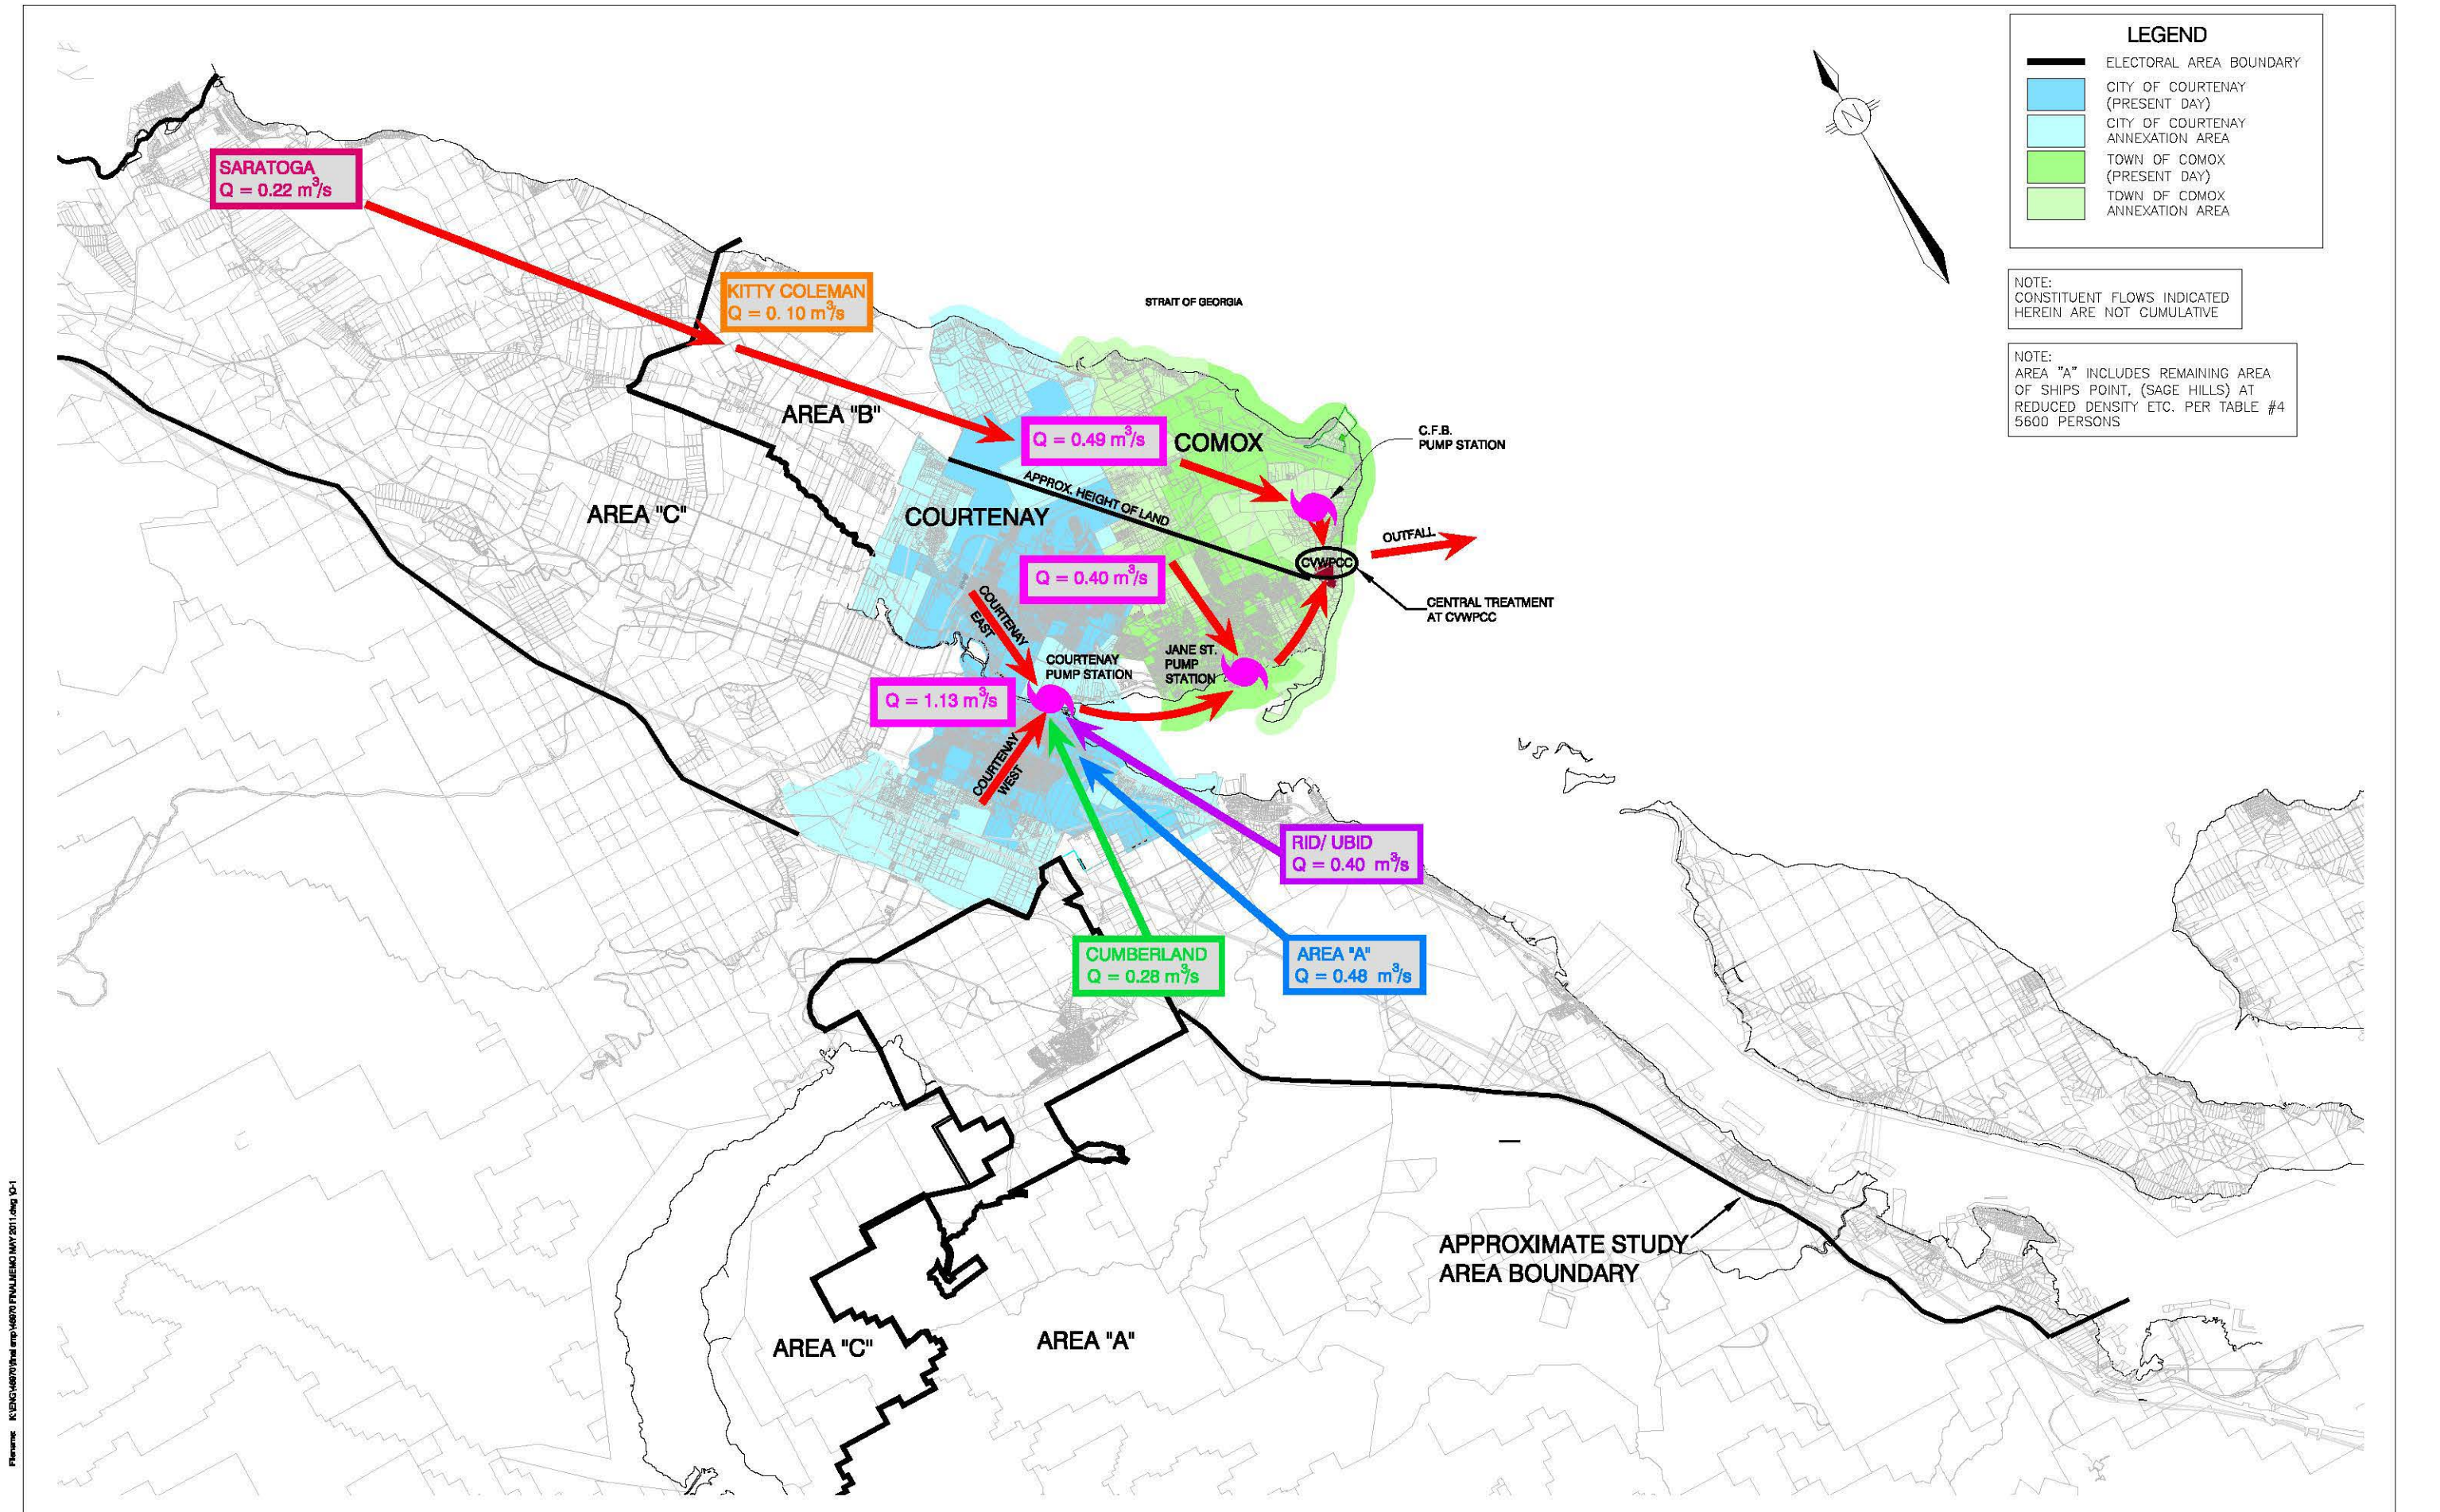 LEGEND
ELECTORAL AREA BOUNDARY
CITY OF COURTENAY
(PRESENT DAY)
CITY OF COURTENAY
ANNEXATION AREA
TOWN OF COMOX
(PRESENT DAY)
TOWN OF COMOX
ANNEXATION AREA
NOTE:
CONSTITUENT FLOWS INDICATED
HEREIN ARE NOT CUMULATIVE
NOTE:
AREA "A" INCLUDES REMAINING AREA
OF SHIPS POINT, (SAGE HILLS) AT
REDUCED DENSITY ETC. PER TABLE #4
5600 PERSONS
N
SARATOGA
Q = 0.22 m³/s
KITTY COLEMAN
Q = 0. 10 m³/s
STRAIT OF GEORGIA
AREA "B"
Q = 0.49 m³/s
COMOX
C.F.B.
PUMP STATION
APPROX. HEIGHT OF LAND
AREA "C"
COURTENAY
OUTFALL
CVWPCC
Q = 0.40 m³/s
CENTRAL TREATMENT
AT CVWPCC
COURTENAY
EAST
COURTENAY
PUMP STATION
JANE ST.
PUMP
STATION
Q = 1.13 m³/s
COURTENAY
WEST
RID/ UBID
Q = 0.40 m³/s
CUMBERLAND
Q = 0.28 m³/s
AREA "A"
Q = 0.48 m³/s
APPROXIMATE STUDY
AREA BOUNDARY
AREA "C"
AREA "A"